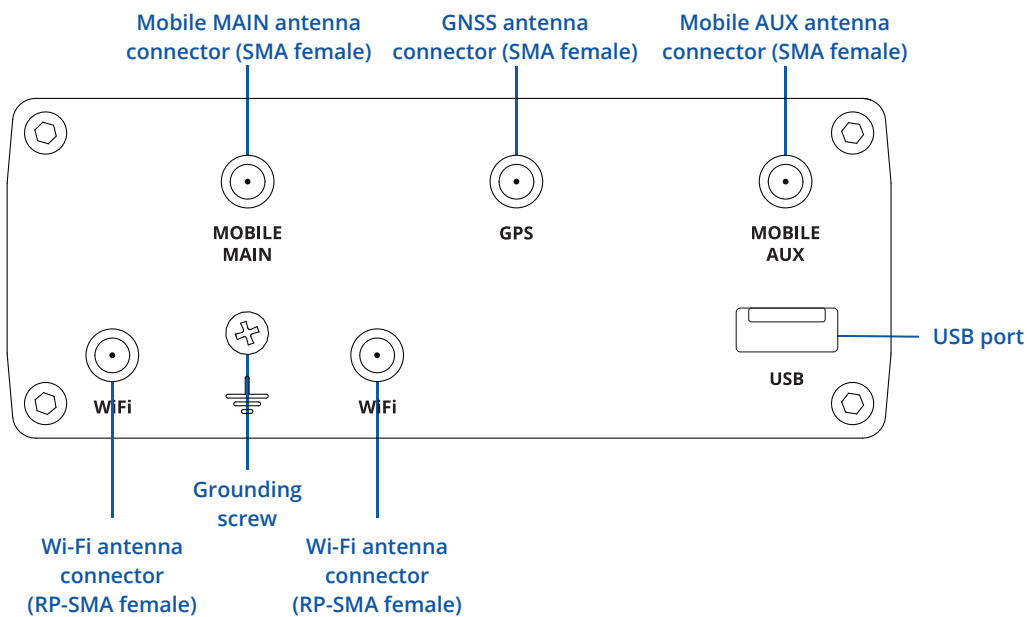 Mobile MAIN antenna
connector (SMA female)
GNSS antenna
connector (SMA female)
Mobile AUX antenna
connector (SMA female)
MOBILE
MAIN
GPS
MOBILE
AUX
USB port
USB
WiFi
WiFi
Grounding
screw
Wi-Fi antenna
connector
(RP-SMA female)
Wi-Fi antenna
connector
(RP-SMA female)